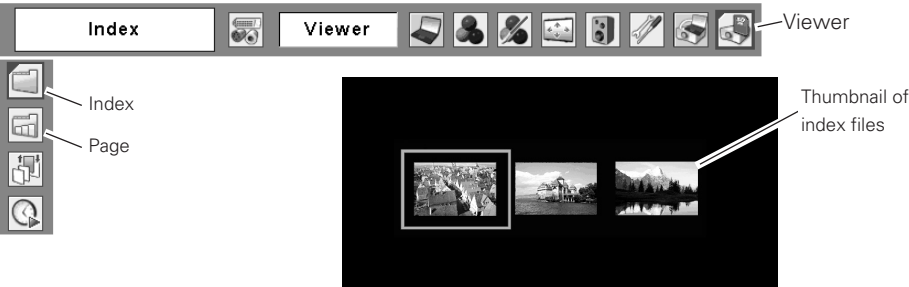 Index
Viewer
Viewer
Index
Page
Thumbnail of
index files